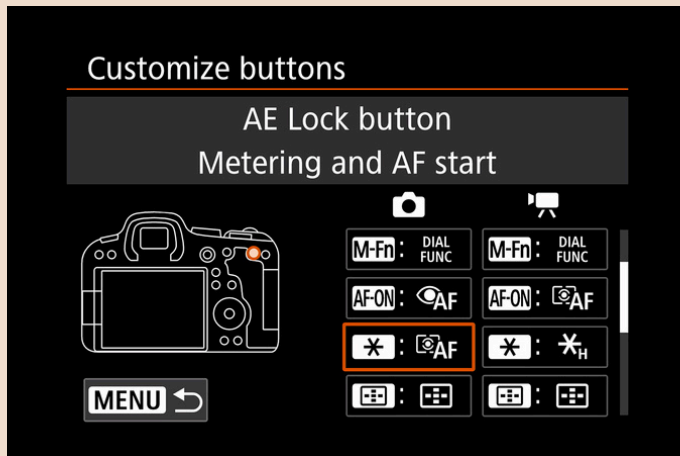 Customize buttons
AE Lock button
Metering and AF start
M-Fn : DIAL FUNC M-Fn : DIAL FUNC
AF-ON : AF AF-ON : AF
* : AF * : *H
MENU